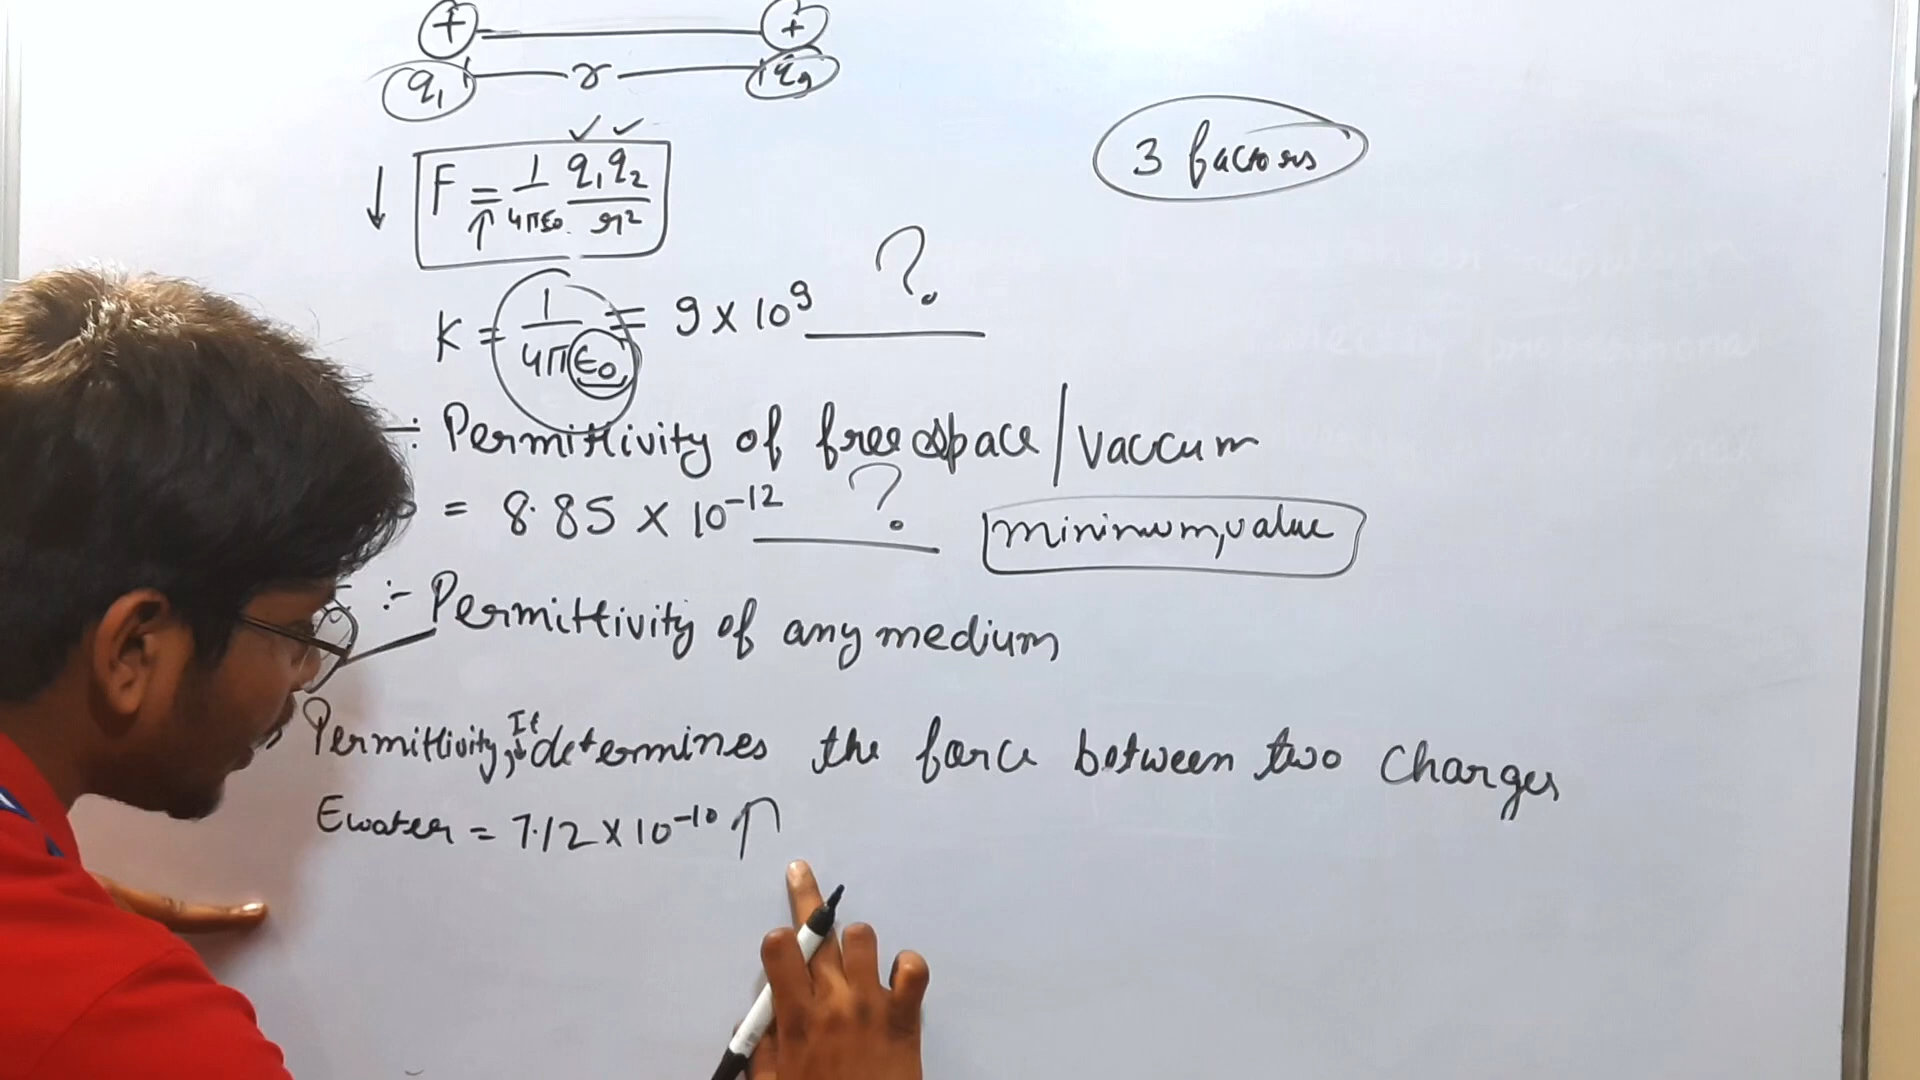 + +
q₁ r q₂
3 factors
F = 1/4πε₀ q₁q₂/r²
K = 1/4πε₀ = 9 x 10⁹ ?
:- Permittivity of free space/vaccum
= 8.85 x 10⁻¹² ? minimum, value
:- Permittivity of any medium
Permittivity, It determines the force between two charges
Ewater = 7.12 x 10⁻¹⁰ ↑